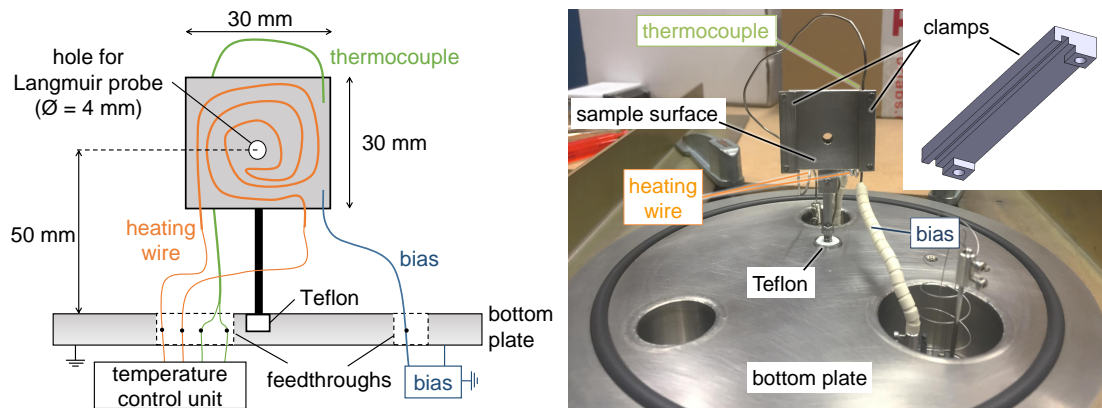 30 mm
thermocouple
hole for
Langmuir probe
(Ø = 4 mm)
30 mm
50 mm
heating
wire
bias
Teflon
bottom
plate
feedthroughs
temperature
control unit
bias
thermocouple
clamps
sample surface
heating
wire
bias
Teflon
bottom plate